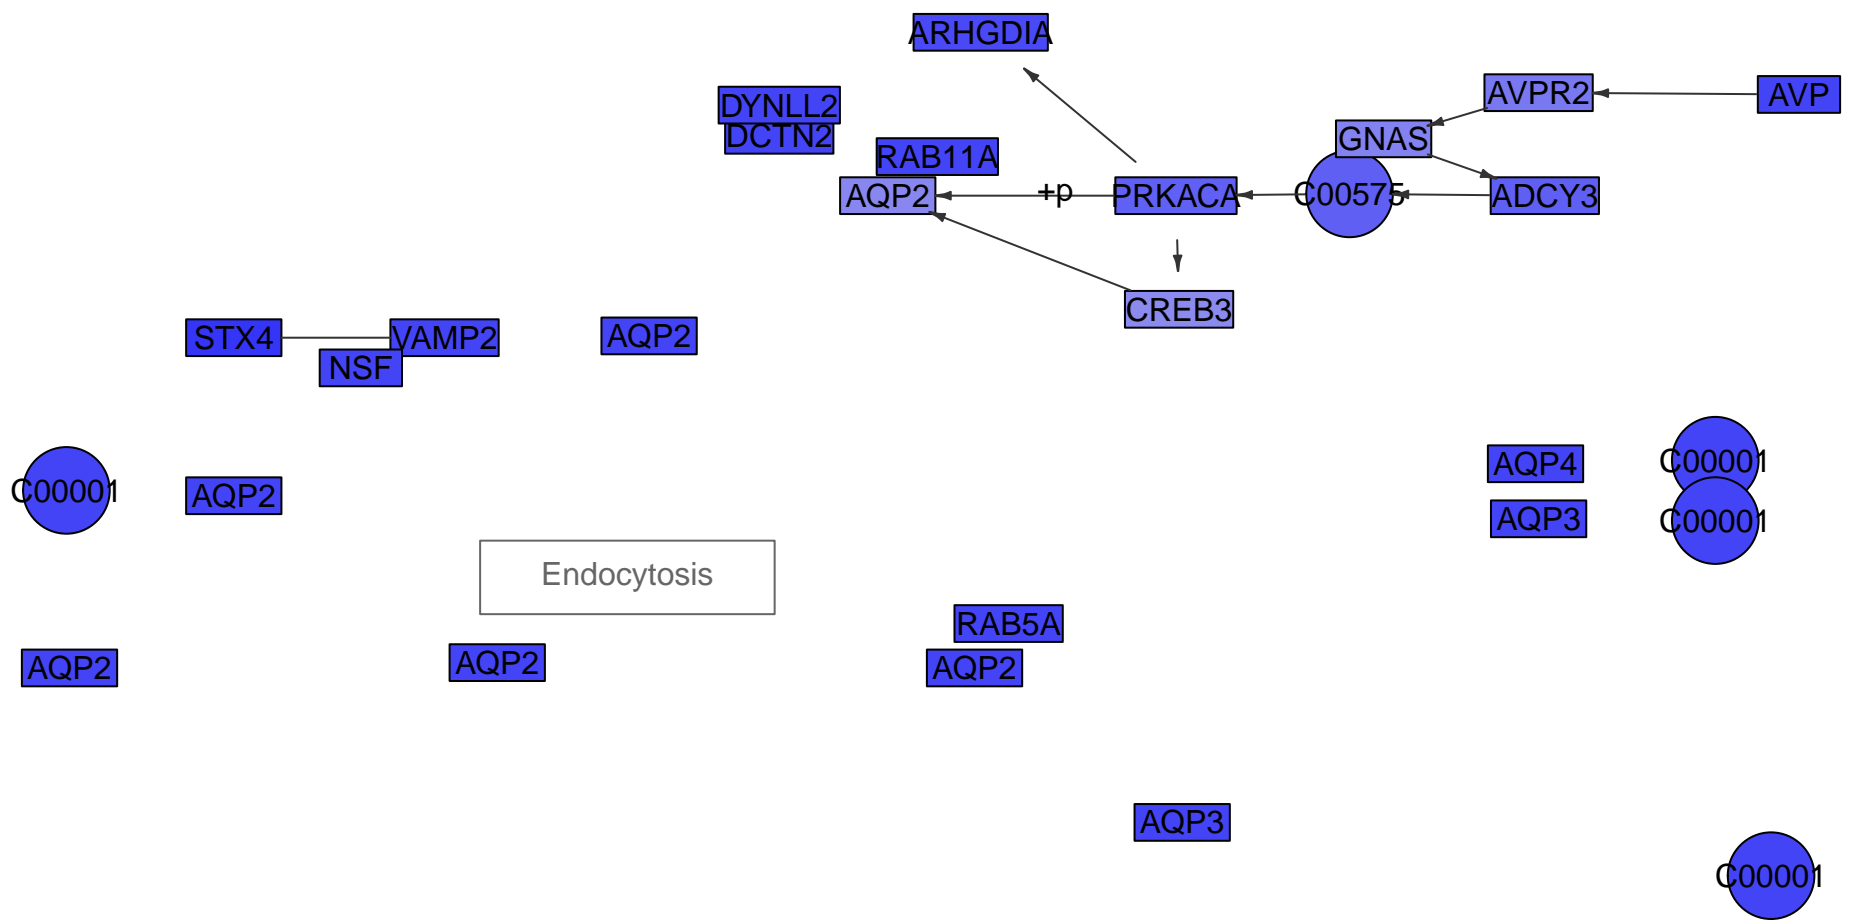 ARHGDIA
DYNLL2
AVPR2
AVP
DCTN2
GNAS
RAB11A
AQP2
+p
PRKACA
C00575
ADCY3
CREB3
STX4
VAMP2
AQP2
NSF
C00001
AQP2
AQP4
C00001
AQP3
C00001
Endocytosis
RAB5A
AQP2
AQP2
AQP2
AQP3
C00001